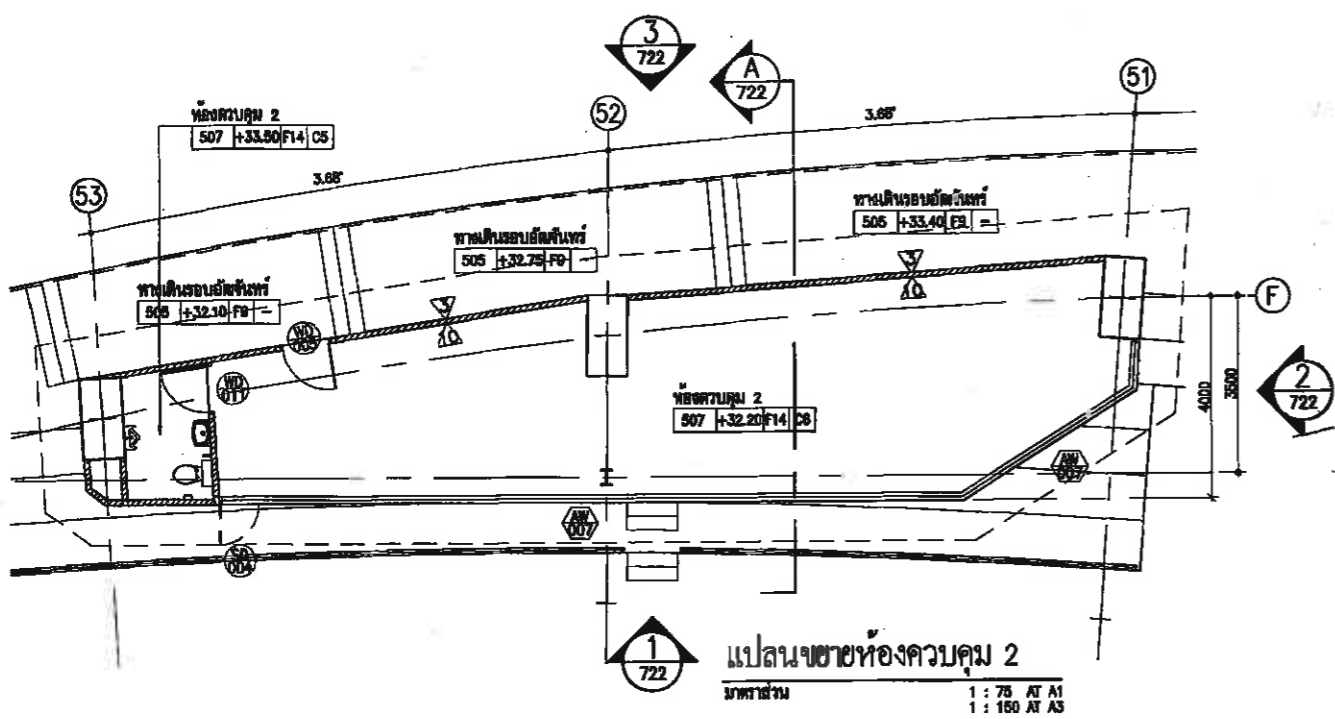 3
722
A
722
51
52
53
3.68°
3.68°
ห้องควบคุม 2
507 +33.50 F14 C5
ทางเดินรอบอัฒจันทร์
505 +33.40 F9 -
ทางเดินรอบอัฒจันทร์
505 +32.75 F9
ทางเดินรอบอัฒจันทร์
505 +32.10 F9 -
3
10
3
10
F
WD
005
WD
011
ห้องควบคุม 2
507 +32.20 F14 C6
4000
3500
2
722
AW
007
AW
007
004
1
722
แปลนขยายห้องควบคุม 2
มาตราส่วน
1 : 75 AT A1
1 : 150 AT A3